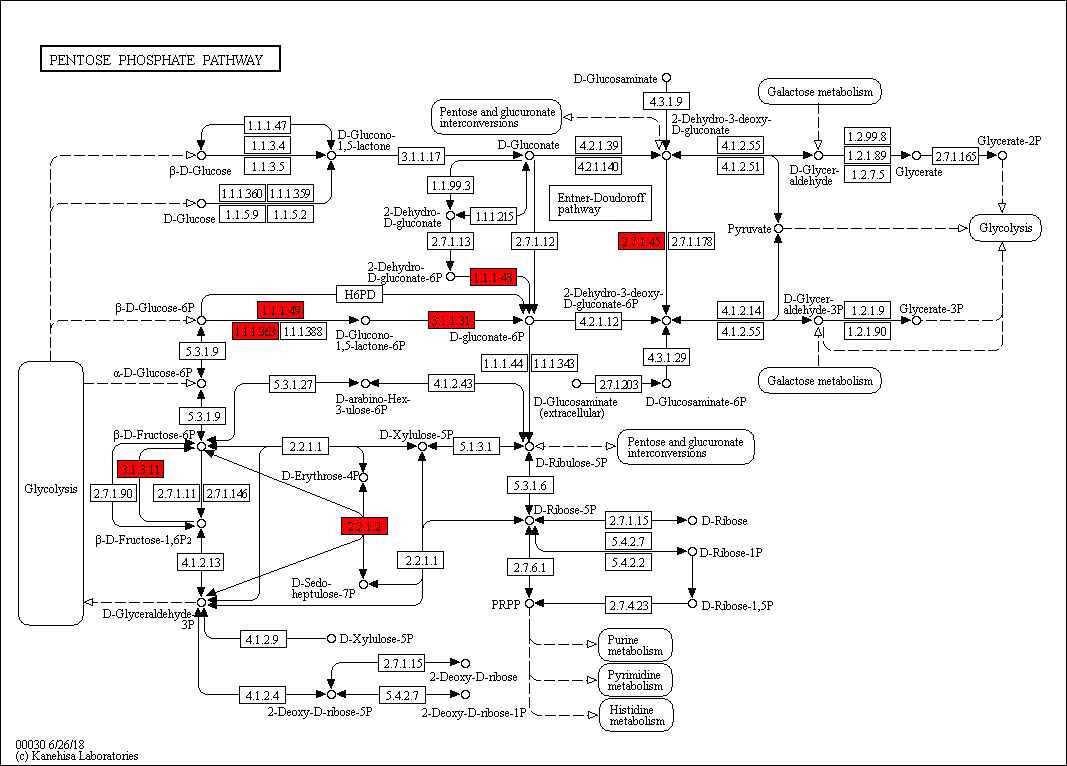 PENTOSE PHOSPHATE PATHWAY
D-Glucosaminate
4.3.1.9
Galactose metabolism
Pentose and glucuronate
interconversions
2-Dehydro-3-deoxy-
D-gluconate
1.1.1.47
D-Glucono-
1,5-lactone
1.1.3.4
1.1.3.5
β-D-Glucose
3.1.1.17
D-Gluconate
4.2.1.39
4.2.1.140
4.2.1.55
4.2.1.51
D-Glycer-
aldehyde
1.2.99.8
1.2.1.89
1.2.7.5
Glycerate
2.7.1.165
Glycerate-2P
1.1.1.360
1.1.1.359
1.1.5.9
1.1.5.2
D-Glucose
1.1.99.3
2-Dehydro-
D-gluconate
1.1.1.215
Entner-Doudoroff
pathway
2.7.1.13
2.7.1.12
2.7.1.45
2.7.1.178
Pyruvate
Glycolysis
2-Dehydro-
D-gluconate-6P
1.1.1.43
H6PD
β-D-Glucose-6P
1.1.1.49
1.1.1.363
1.1.1.388
D-Glucono-
1,5-lactone-6P
3.1.1.31
D-gluconate-6P
2-Dehydro-3-deoxy-
D-gluconate-6P
4.2.1.12
4.1.2.14
4.1.2.55
D-Glycer-
aldehyde-3P
1.2.1.9
1.2.1.90
Glycerate-3P
5.3.1.9
1.1.1.44
1.1.1.343
4.3.1.29
α-D-Glucose-6P
5.3.1.27
D-arabino-Hex-
3-ulose-6P
4.1.2.43
D-Glucosaminate
(extracellular)
2.7.1.203
D-Glucosaminate-6P
Galactose metabolism
5.3.1.9
β-D-Fructose-6P
2.2.1.1
D-Xylulose-5P
5.1.3.1
D-Ribulose-5P
Pentose and glucuronate
interconversions
3.1.3.11
D-Erythrose-4P
Glycolysis
2.7.1.90
2.7.1.11
2.7.1.146
5.3.1.6
β-D-Fructose-1,6P2
2.2.1.2
D-Ribose-5P
2.7.1.15
D-Ribose
5.4.2.7
5.4.2.2
D-Ribose-1P
4.1.2.13
2.2.1.1
2.7.6.1
D-Sedo-
heptulose-7P
D-Glyceraldehyde-
3P
PRPP
2.7.4.23
D-Ribose-1,5P
4.1.2.9
D-Xylulose-5P
Purine
metabolism
2.7.1.15
2-Deoxy-D-ribose
Pyrimidine
metabolism
4.1.2.4
2-Deoxy-D-ribose-5P
5.4.2.7
2-Deoxy-D-ribose-1P
Histidine
metabolism
00030 6/26/18
(c) Kanehisa Laboratories